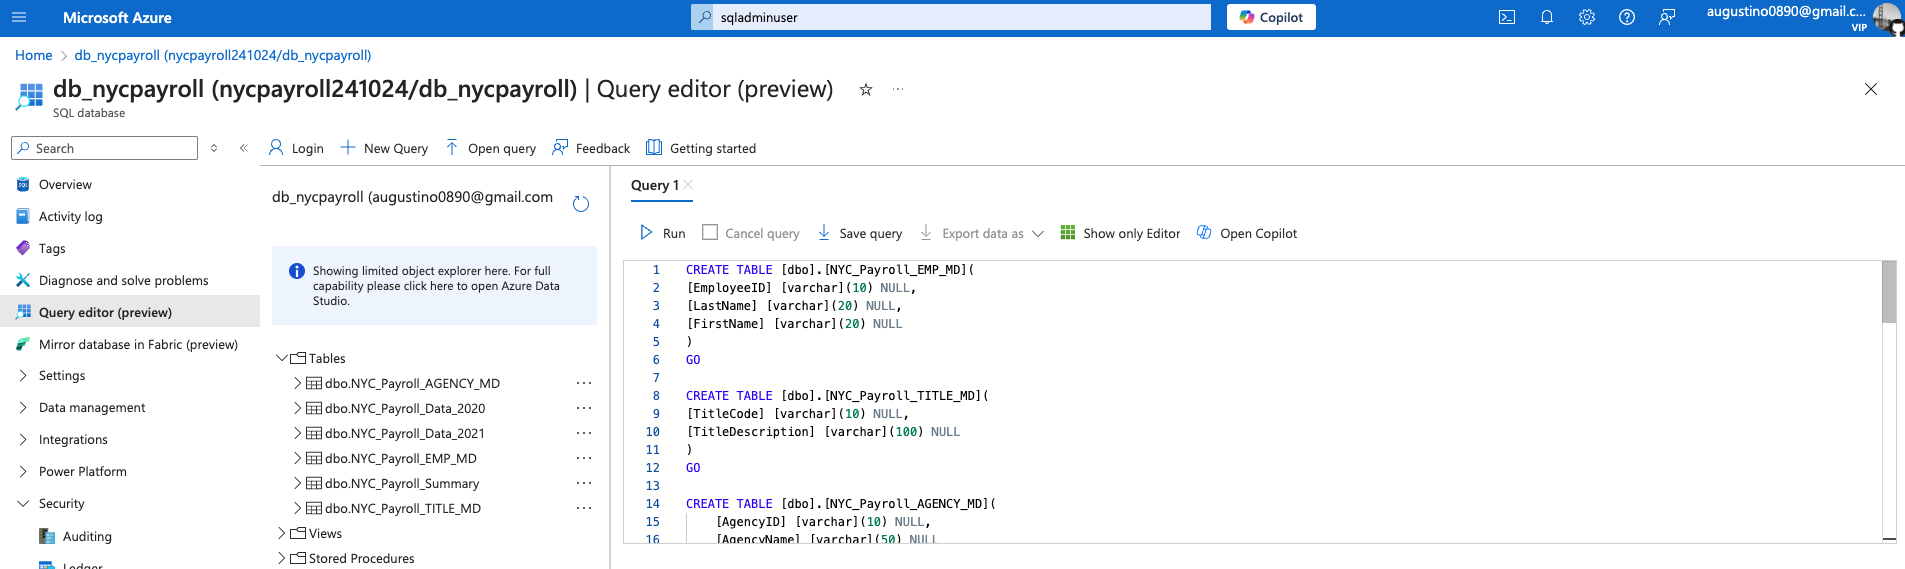 Microsoft Azure
sqladminuser
Copilot
augustino0890@gmail.c...
VIP
Home > db_nycpayroll (nycpayroll241024/db_nycpayroll)
db_nycpayroll (nycpayroll241024/db_nycpayroll) | Query editor (preview)
SQL database
Search
Login
New Query
Open query
Feedback
Getting started
Overview
Activity log
Tags
Diagnose and solve problems
Query editor (preview)
Mirror database in Fabric (preview)
Settings
Data management
Integrations
Power Platform
Security
Auditing
Ledger
db_nycpayroll (augustino0890@gmail.com
Showing limited object explorer here. For full
capability please click here to open Azure Data
Studio.
Tables
dbo.NYC_Payroll_AGENCY_MD
dbo.NYC_Payroll_Data_2020
dbo.NYC_Payroll_Data_2021
dbo.NYC_Payroll_EMP_MD
dbo.NYC_Payroll_Summary
dbo.NYC_Payroll_TITLE_MD
Views
Stored Procedures
Query 1
Run
Cancel query
Save query
Export data as
Show only Editor
Open Copilot
1 CREATE TABLE [dbo].[NYC_Payroll_EMP_MD](
2 [EmployeeID] [varchar](10) NULL,
3 [LastName] [varchar](20) NULL,
4 [FirstName] [varchar](20) NULL
5 )
6 GO
7
8 CREATE TABLE [dbo].[NYC_Payroll_TITLE_MD](
9 [TitleCode] [varchar](10) NULL,
10 [TitleDescription] [varchar](100) NULL
11 )
12 GO
13
14 CREATE TABLE [dbo].[NYC_Payroll_AGENCY_MD](
15 [AgencyID] [varchar](10) NULL,
16 [AgencyName] [varchar](50) NULL